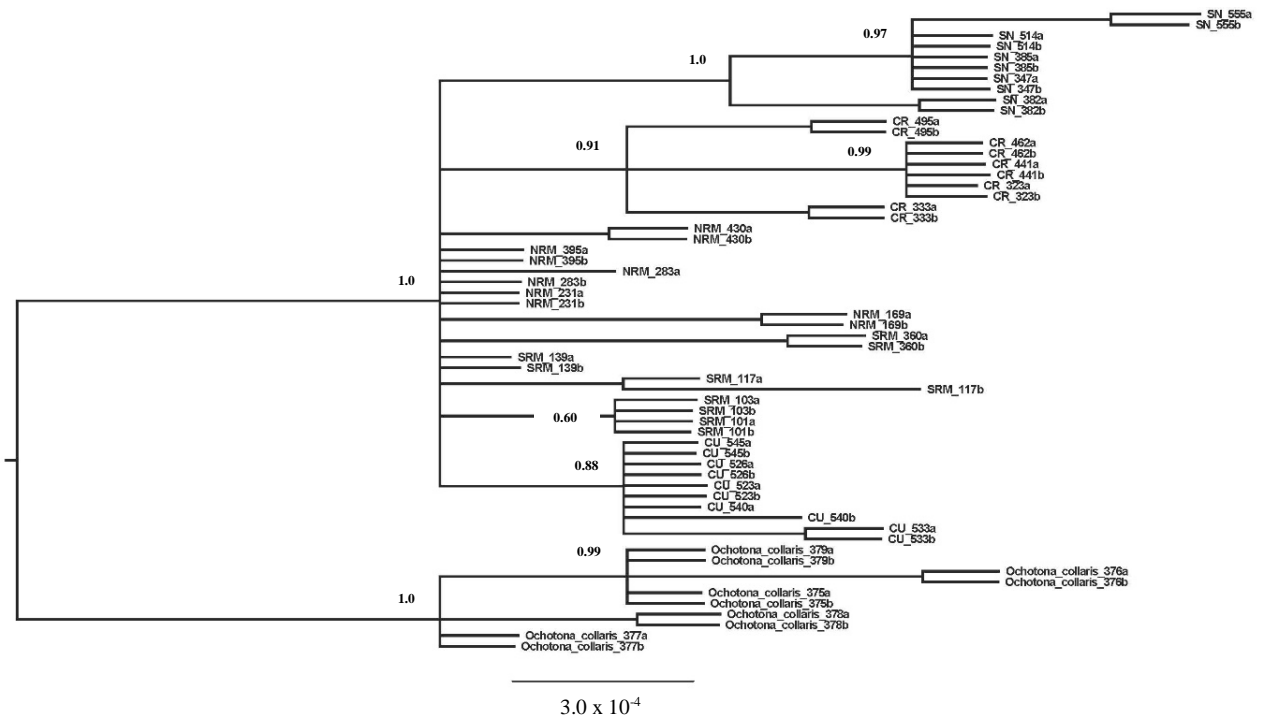 SN_555a
SN_555b
0.97
SN_514a
SN_514b
SN_385a
SN_385b
SN_347a
SN_347b
1.0
SN_382a
SN_382b
CR_495a
CR_495b
0.91
CR_462a
CR_462b
0.99
CR_441a
CR_441b
CR_323a
CR_323b
CR_333a
CR_333b
NRM_430a
NRM_430b
NRM_395a
NRM_395b
NRM_283a
1.0
NRM_283b
NRM_231a
NRM_231b
NRM_169a
NRM_169b
SRM_360a
SRM_360b
SRM_139a
SRM_139b
SRM_117a
SRM_117b
SRM_103a
SRM_103b
0.60
SRM_101a
SRM_101b
CU_545a
CU_545b
0.88
CU_526a
CU_526b
CU_523a
CU_523b
CU_540a
CU_540b
CU_533a
CU_533b
0.99
Ochotona_collaris_379a
Ochotona_collaris_379b
Ochotona_collaris_376a
Ochotona_collaris_376b
Ochotona_collaris_375a
Ochotona_collaris_375b
1.0
Ochotona_collaris_378a
Ochotona_collaris_378b
Ochotona_collaris_377a
Ochotona_collaris_377b
3.0 x 10-4